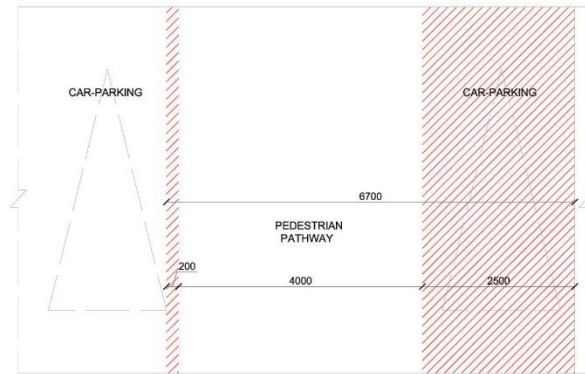 CAR-PARKING
CAR-PARKING
6700
PEDESTRIAN
PATHWAY
200
4000
2500